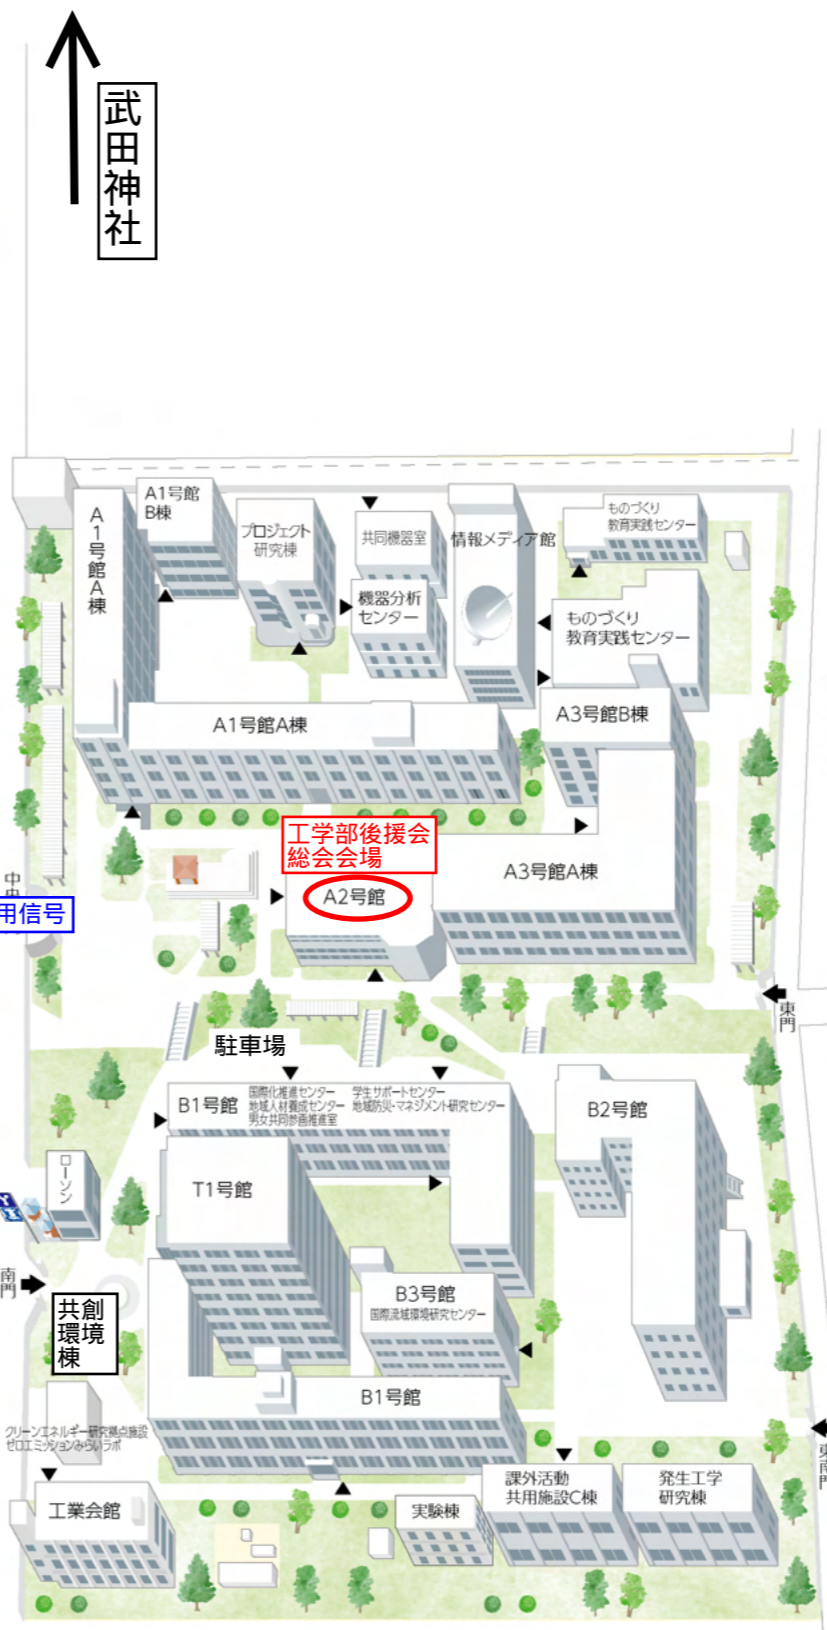 武田神社
A1号館A棟
A1号館
B棟
プロジェクト
研究棟
共同機器室
情報メディア館
ものづくり
教育実践センター
機器分析
センター
ものづくり
教育実践センター
A1号館A棟
A3号館B棟
工学部後援会
総会会場
A2号館
A3号館A棟
中央
用信号
東門
駐車場
B1号館
国際化推進センター
地域人材養成センター
男女共同参画推進室
学生サポートセンター
地域防災・マネジメント研究センター
B2号館
ローソン
T1号館
南門
共創
環境
棟
B3号館
国際流域環境研究センター
B1号館
クリーンエネルギー研究拠点施設
ゼロエミッションみらいラボ
東南門
工業会館
実験棟
課外活動
共用施設C棟
発生工学
研究棟